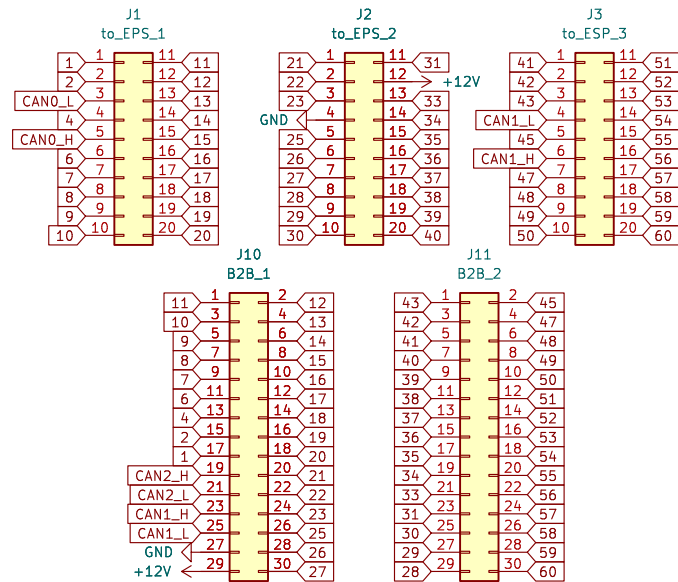 J1
to_EPS_1
1 1 11 11
2 2 12 12
CAN0_L 3 13 13
4 4 14 14
CAN0_H 5 15 15
6 6 16 16
7 7 17 17
8 8 18 18
9 9 19 19
10 10 20 20
J2
to_EPS_2
21 1 11 31
22 2 12 +12V
23 3 13 33
GND 4 14 34
25 5 15 35
26 6 16 36
27 7 17 37
28 8 18 38
29 9 19 39
30 10 20 40
J3
to_ESP_3
41 1 11 51
42 2 12 52
43 3 13 53
CAN1_L 4 14 54
45 5 15 55
CAN1_H 6 16 56
47 7 17 57
48 8 18 58
49 9 19 59
50 10 20 60
J10
B2B_1
11 1 2 12
10 3 4 13
9 5 6 14
8 7 8 15
7 9 10 16
6 11 12 17
4 13 14 18
2 15 16 19
1 17 18 20
CAN2_H 19 20 21
CAN2_L 21 22 22
CAN1_H 23 24 23
CAN1_L 25 26 25
GND 27 28 26
+12V 29 30 27
J11
B2B_2
43 1 2 45
42 3 4 47
41 5 6 48
40 7 8 49
39 9 10 50
38 11 12 51
37 13 14 52
36 15 16 53
35 17 18 54
34 19 20 55
33 21 22 56
31 23 24 57
30 25 26 58
29 27 28 59
28 29 30 60